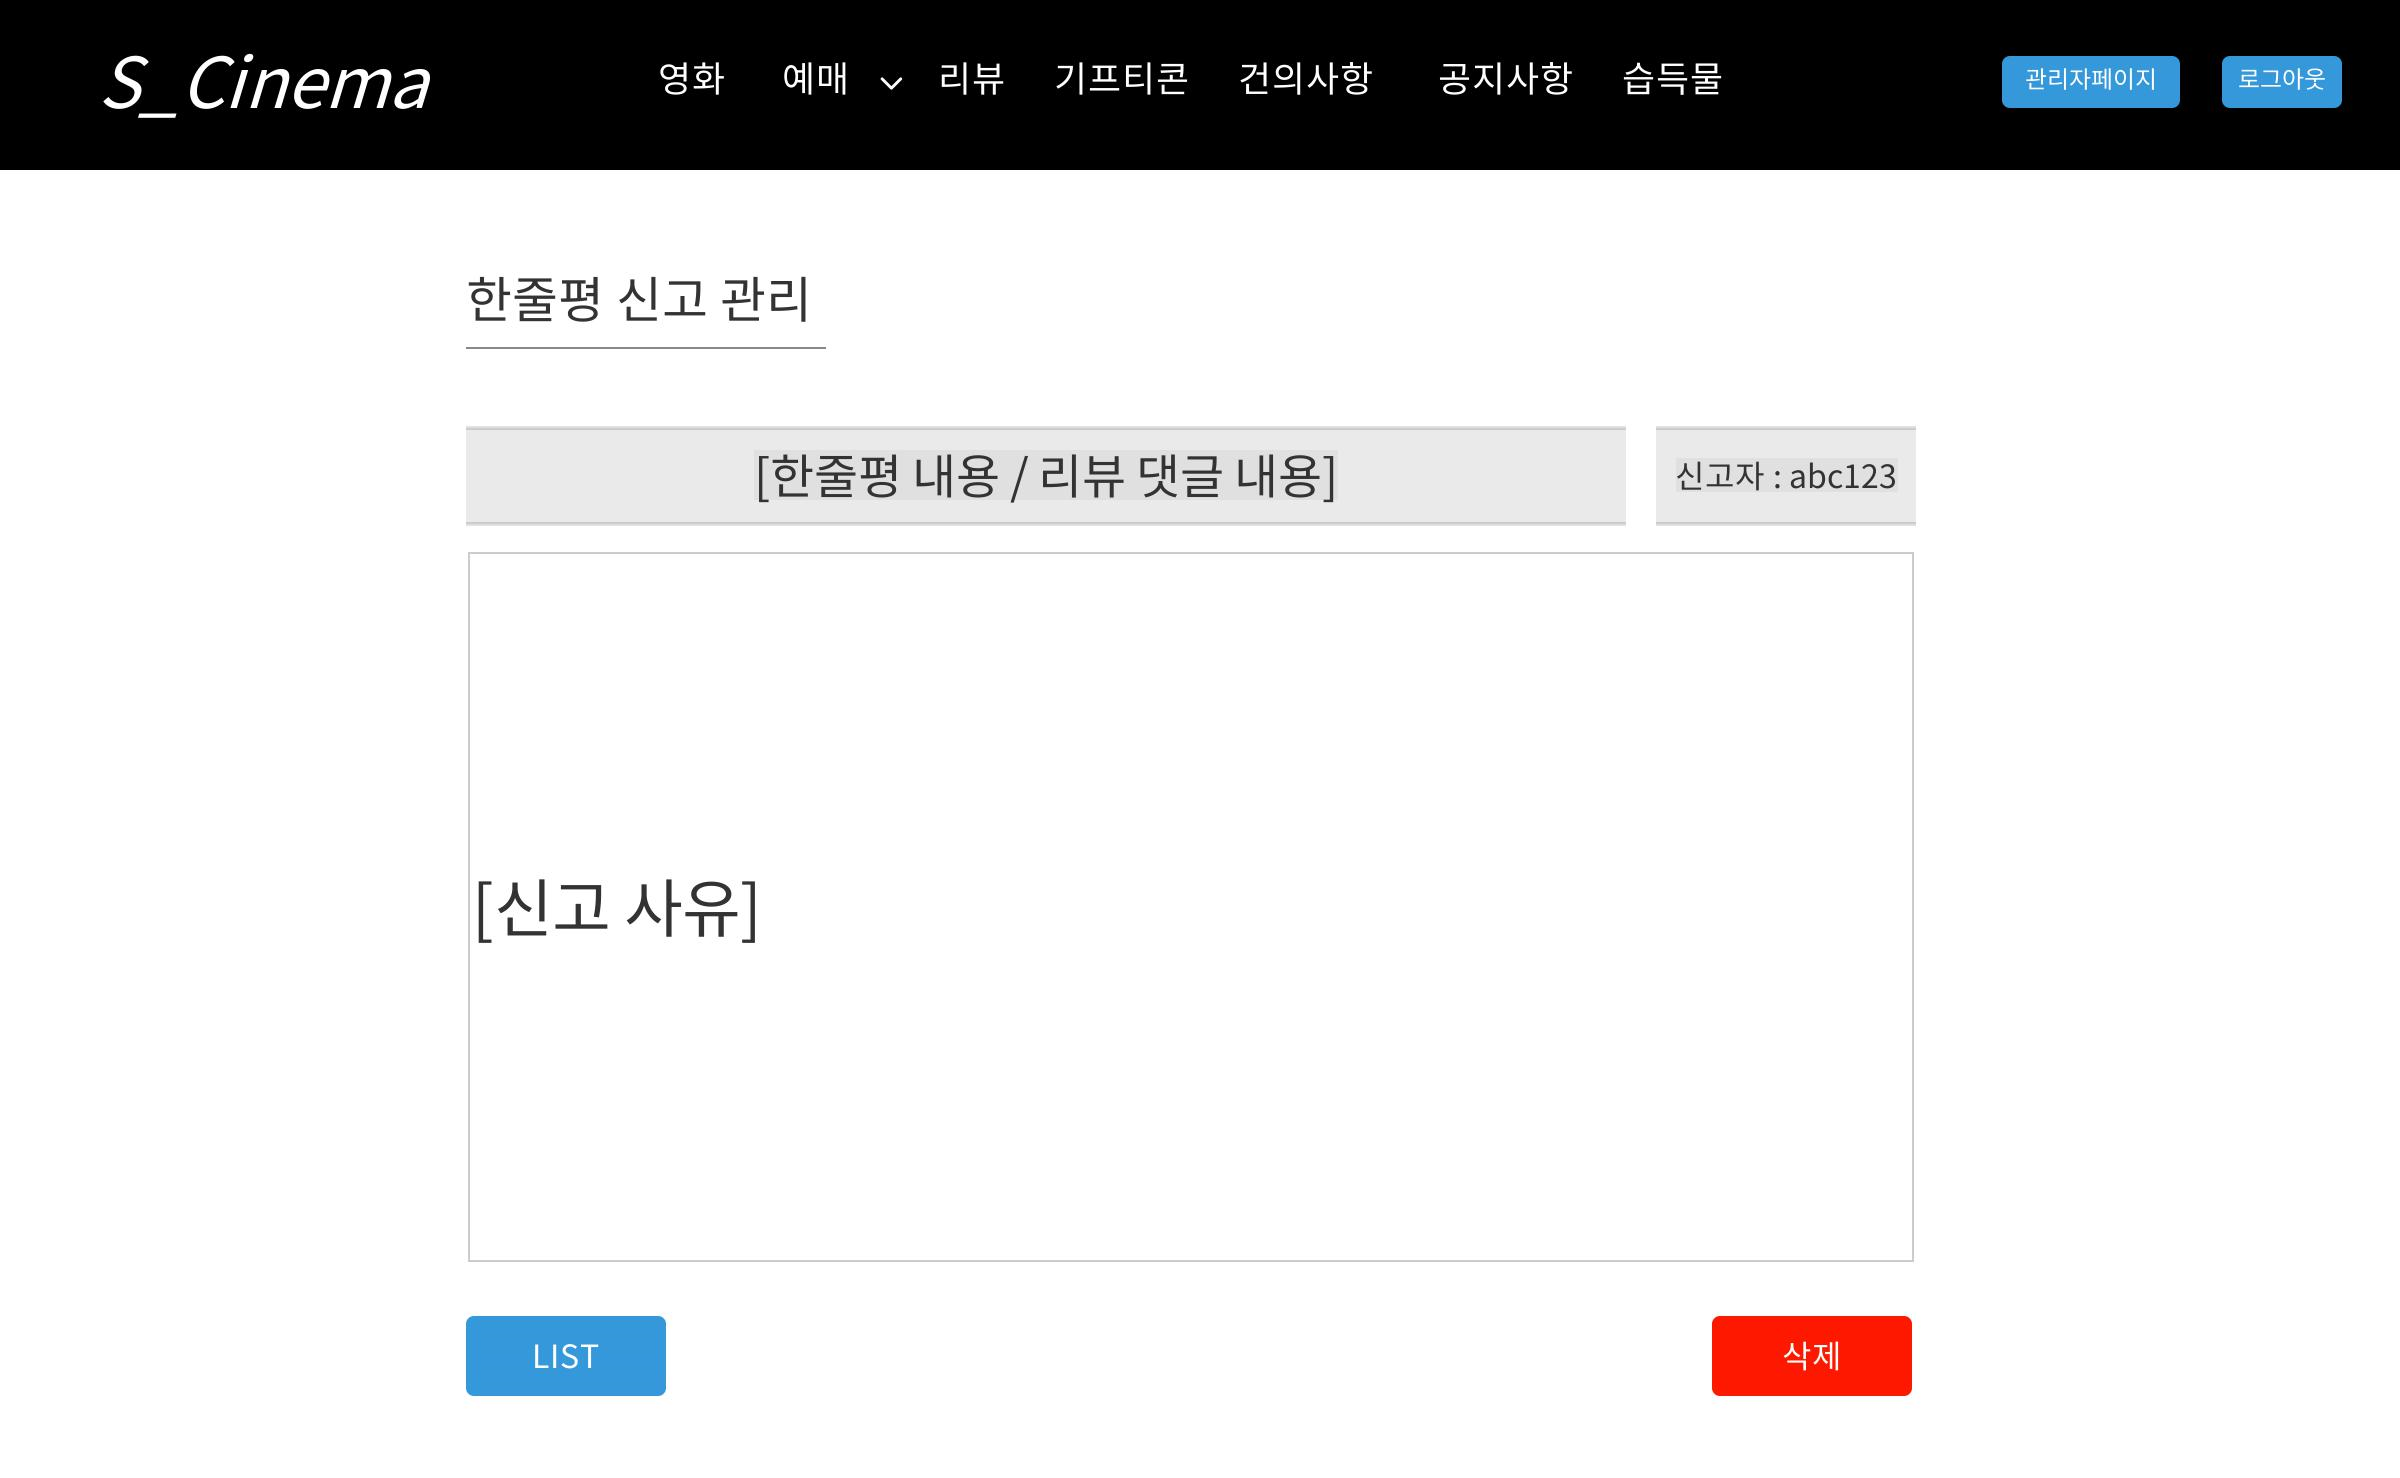 S_Cinema 영화 예매 리뷰 기프티콘 건의사항 공지사항 습득물 관리자페이지 로그아웃
한줄평 신고 관리
[한줄평 내용 / 리뷰 댓글 내용] 신고자 : abc123
[신고 사유]
LIST 삭제